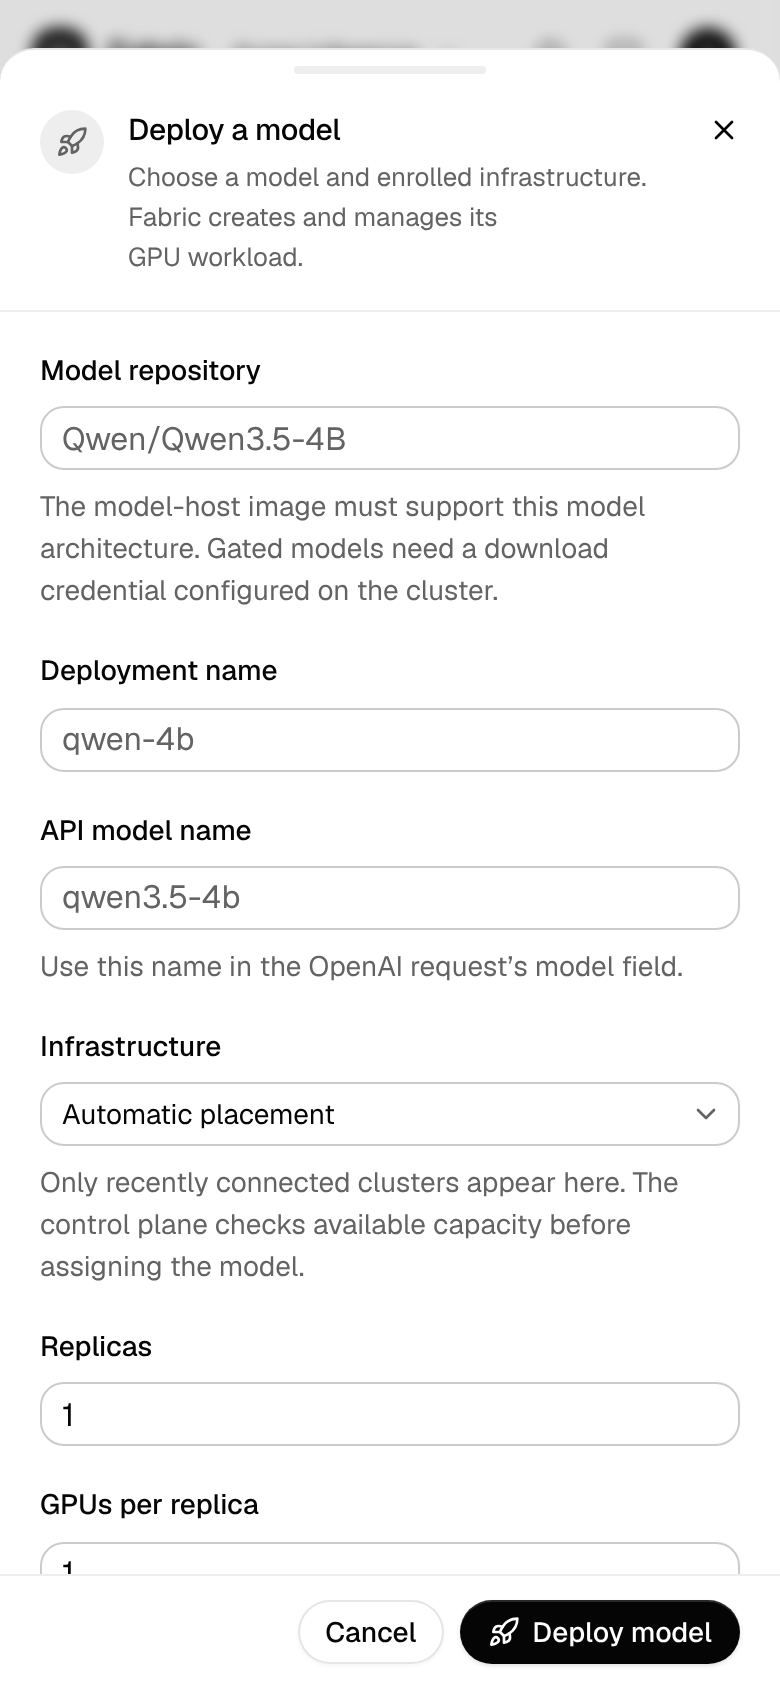 Deploy a model
Choose a model and enrolled infrastructure.
Fabric creates and manages its
GPU workload.
Model repository
Qwen/Qwen3.5-4B
The model-host image must support this model
architecture. Gated models need a download
credential configured on the cluster.
Deployment name
qwen-4b
API model name
qwen3.5-4b
Use this name in the OpenAI request’s model field.
Infrastructure
Automatic placement
Only recently connected clusters appear here. The
control plane checks available capacity before
assigning the model.
Replicas
1
GPUs per replica
1
Cancel
Deploy model